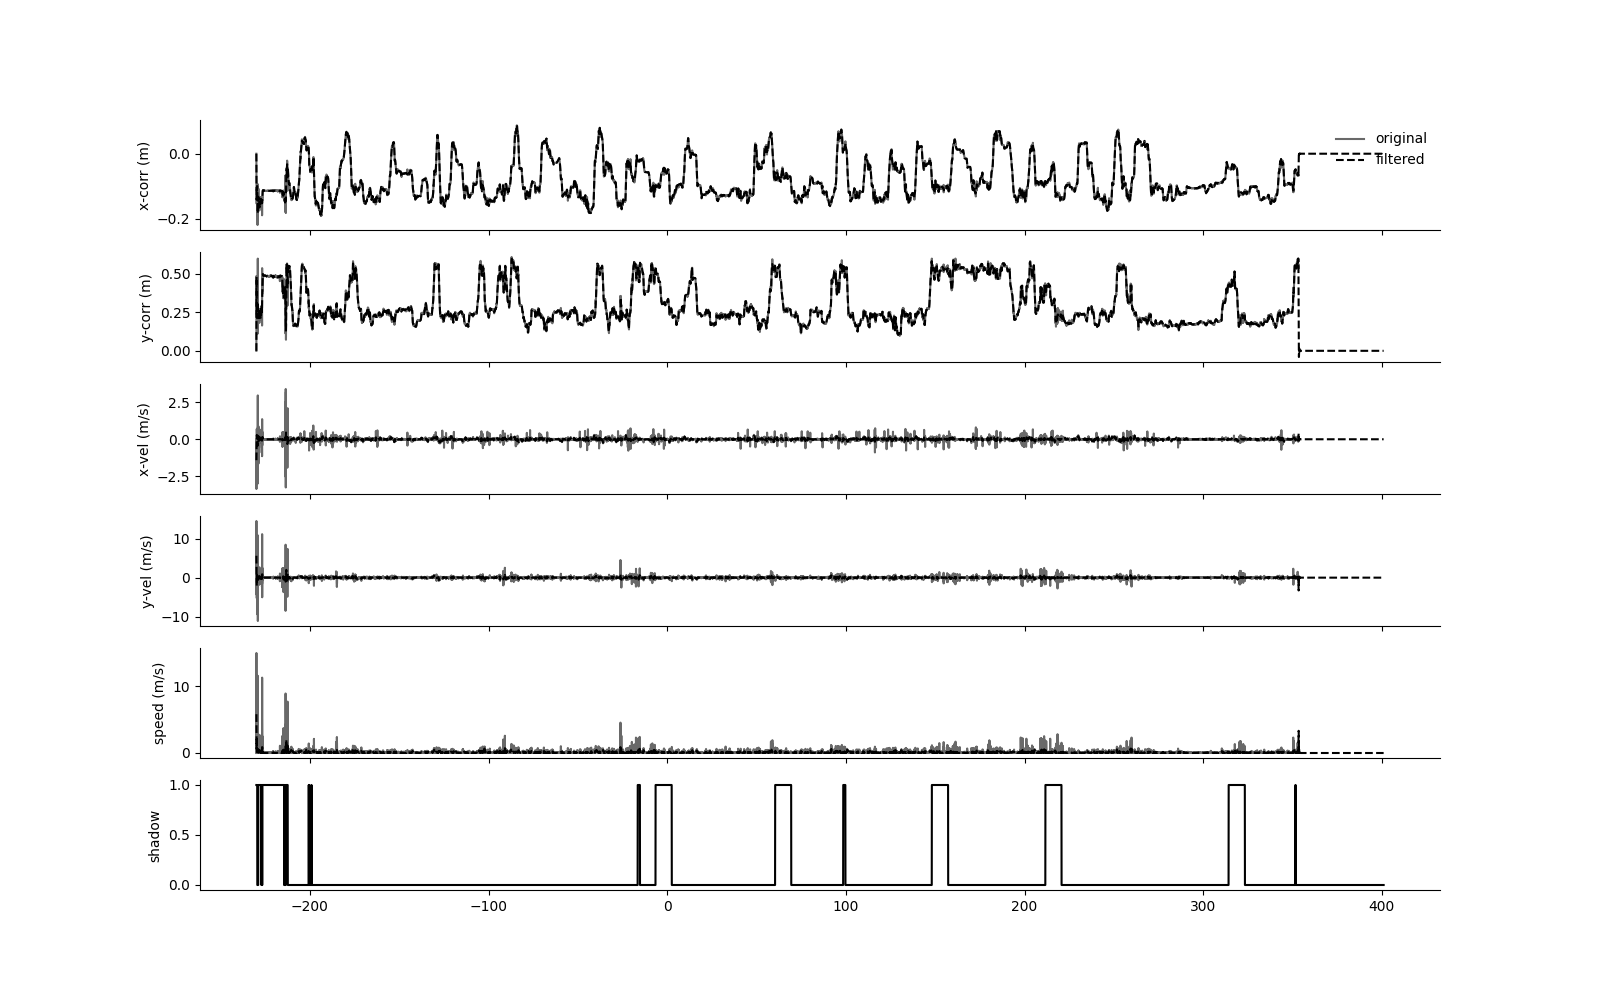 x-corr (m)
0.0
−0.2
original
filtered
y-corr (m)
0.50
0.25
0.00
x-vel (m/s)
2.5
0.0
−2.5
y-vel (m/s)
10
0
−10
speed (m/s)
10
0
shadow
1.0
0.5
0.0
−200 −100 0 100 200 300 400